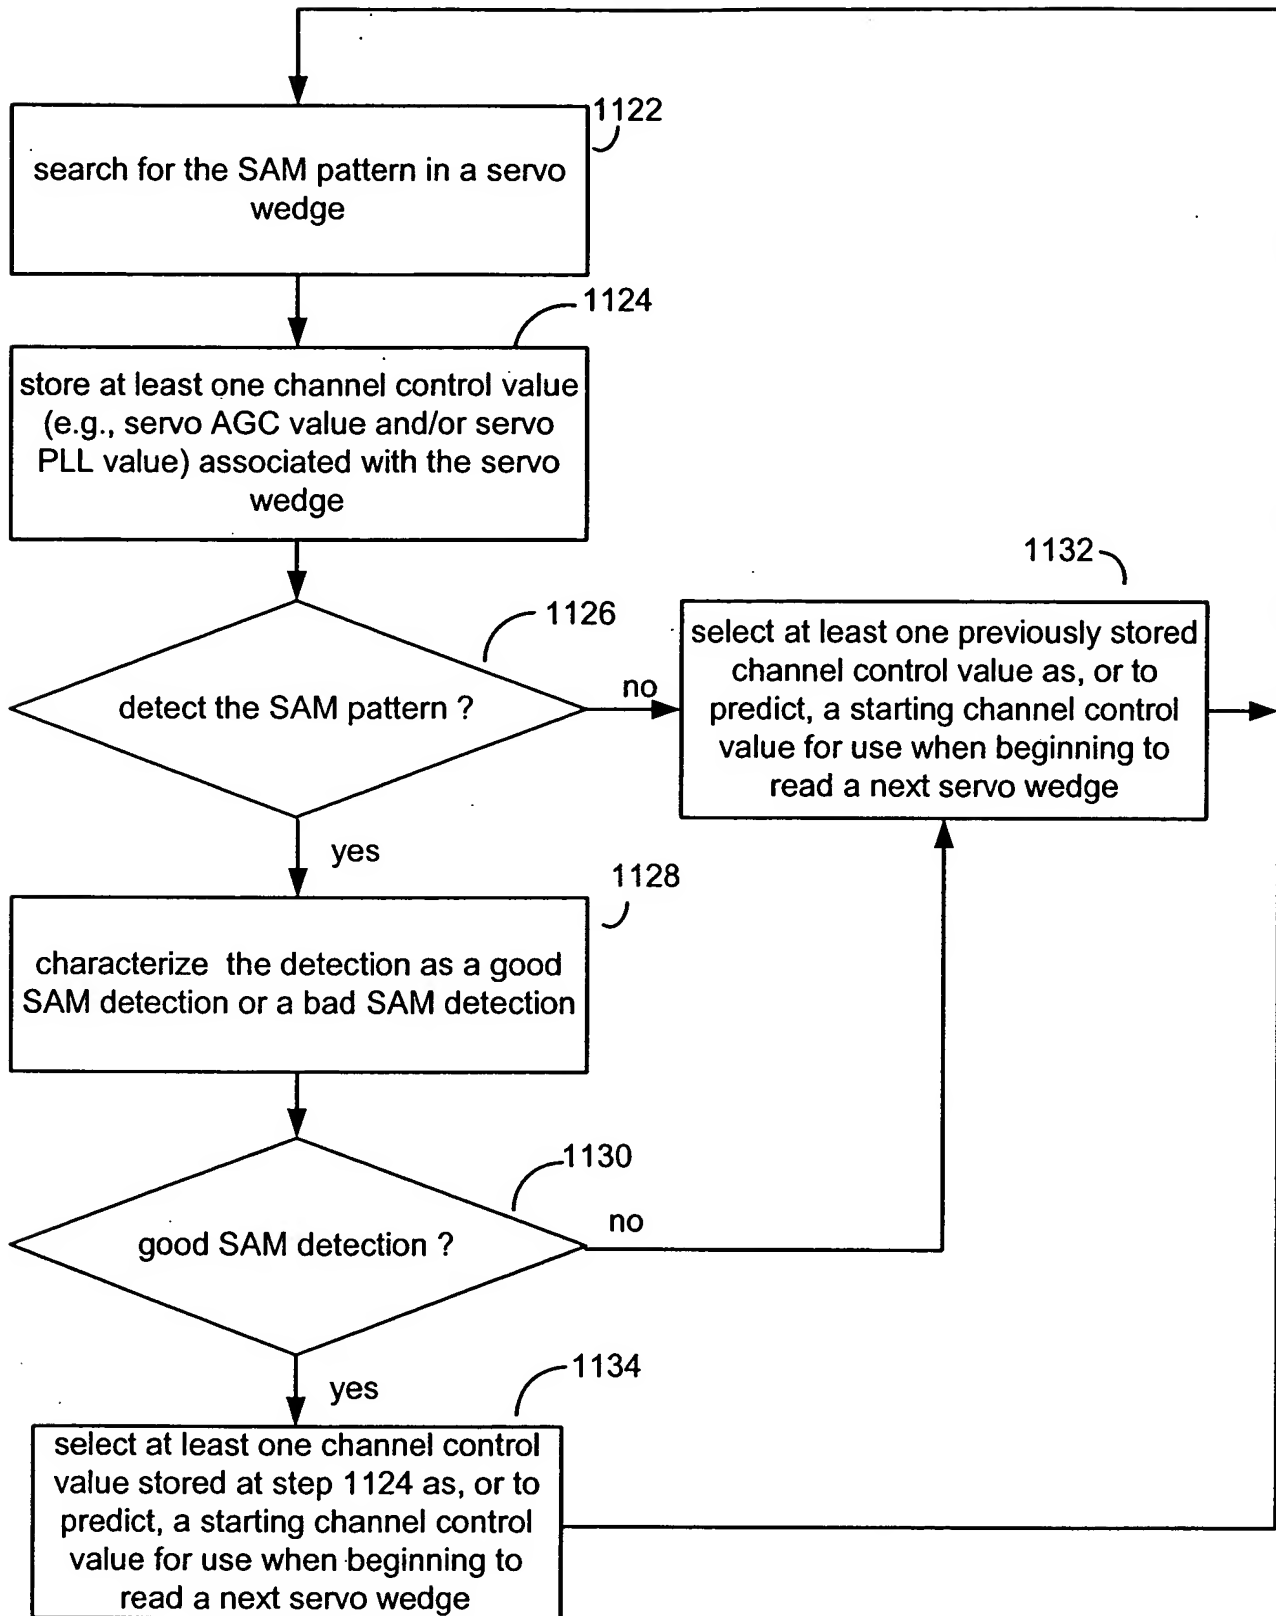 1122
search for the SAM pattern in a servo
wedge
1124
store at least one channel control value
(e.g., servo AGC value and/or servo
PLL value) associated with the servo
wedge
1126
detect the SAM pattern ?
no
1132
select at least one previously stored
channel control value as, or to
predict, a starting channel control
value for use when beginning to
read a next servo wedge
yes
1128
characterize the detection as a good
SAM detection or a bad SAM detection
1130
good SAM detection ?
no
yes
1134
select at least one channel control
value stored at step 1124 as, or to
predict, a starting channel control
value for use when beginning to
read a next servo wedge